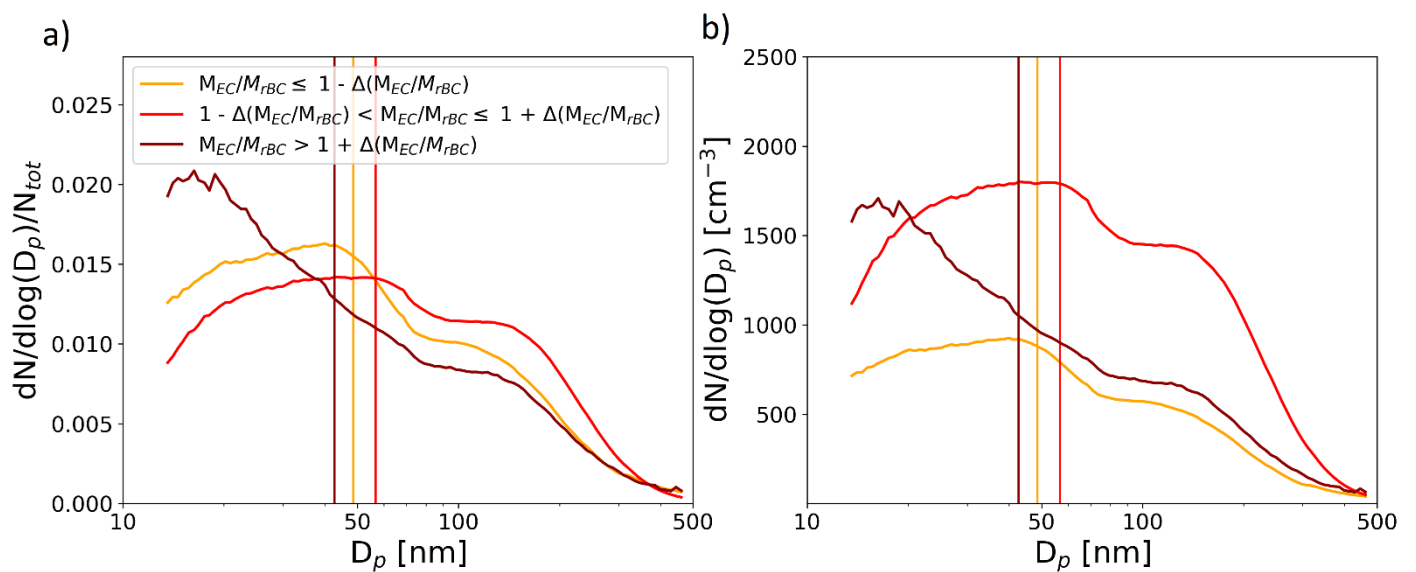 a)
dN/dlog(D_p)/N_tot
0.025
0.020
0.015
0.010
0.005
0.000
M_EC/M_rBC ≤ 1 - Δ(M_EC/M_rBC)
1 - Δ(M_EC/M_rBC) < M_EC/M_rBC ≤ 1 + Δ(M_EC/M_rBC)
M_EC/M_rBC > 1 + Δ(M_EC/M_rBC)
10
50
100
500
D_p [nm]
b)
dN/dlog(D_p) [cm⁻³]
2500
2000
1500
1000
500
10
50
100
500
D_p [nm]